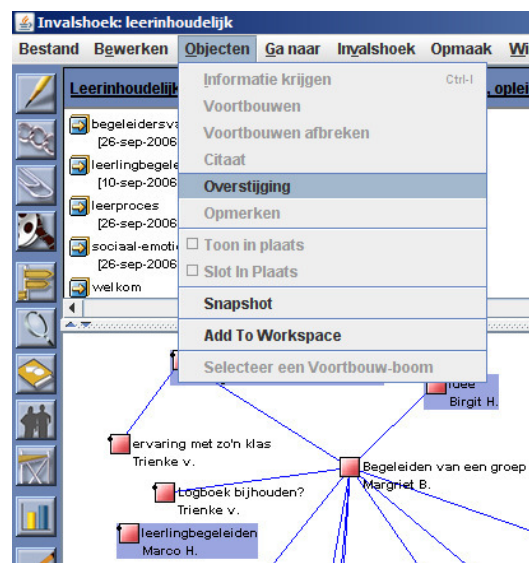 Invalshoek: leerinhoudelijk
Bestand Bewerken Objecten Ga naar Invalshoek Opmaak
Leerinhoudelijk
, oplei
Informatie krijgen Ctrl-I
Voortbouwen
Voortbouwen afbreken
Citaat
Overstijging
Opmerken
Toon in plaats
Slot In Plaats
Snapshot
Add To Workspace
Selecteer een Voortbouw-boom
begeleidersva
[26-sep-2006
leerlingbegele
[10-sep-2006
leerproces
[26-sep-2006
sociaal-emoti
[26-sep-2006
welkom
Idee
Birgit H.
ervaring met zo'n klas
Trienke v.
Begeleiden van een groep
Margriet B.
Logboek bijhouden?
Trienke v.
leerlingbegeleiden
Marco H.